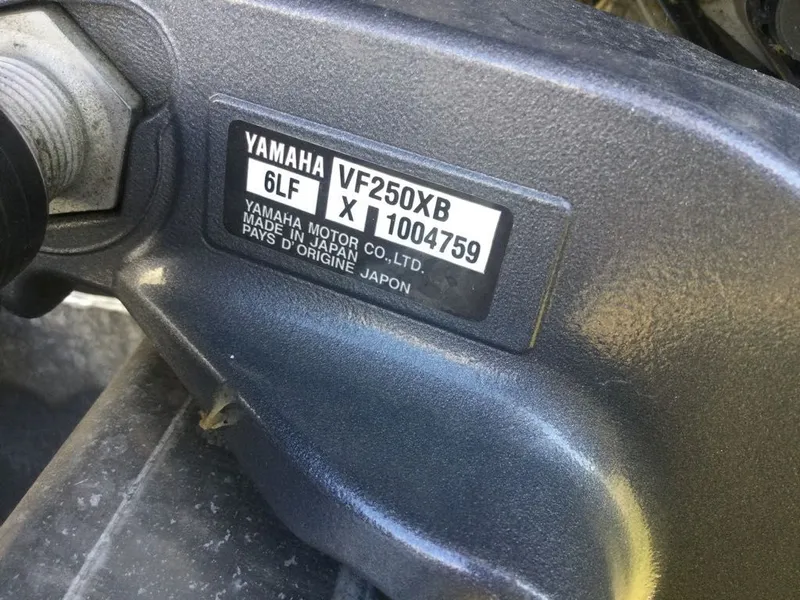 YAMAHA VF250XB
6LF X 1004759
YAMAHA MOTOR CO.,LTD.
MADE IN JAPAN
PAYS D'ORIGINE JAPON